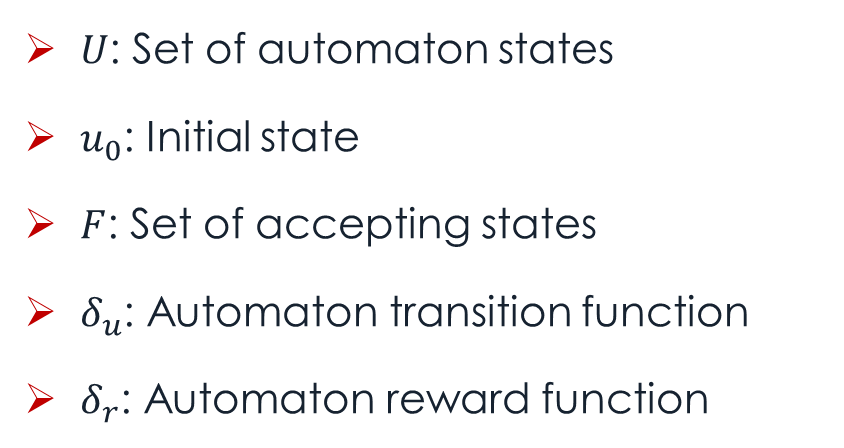 ➢ U: Set of automaton states
➢ u₀: Initial state
➢ F: Set of accepting states
➢ δᵤ: Automaton transition function
➢ δᵣ: Automaton reward function